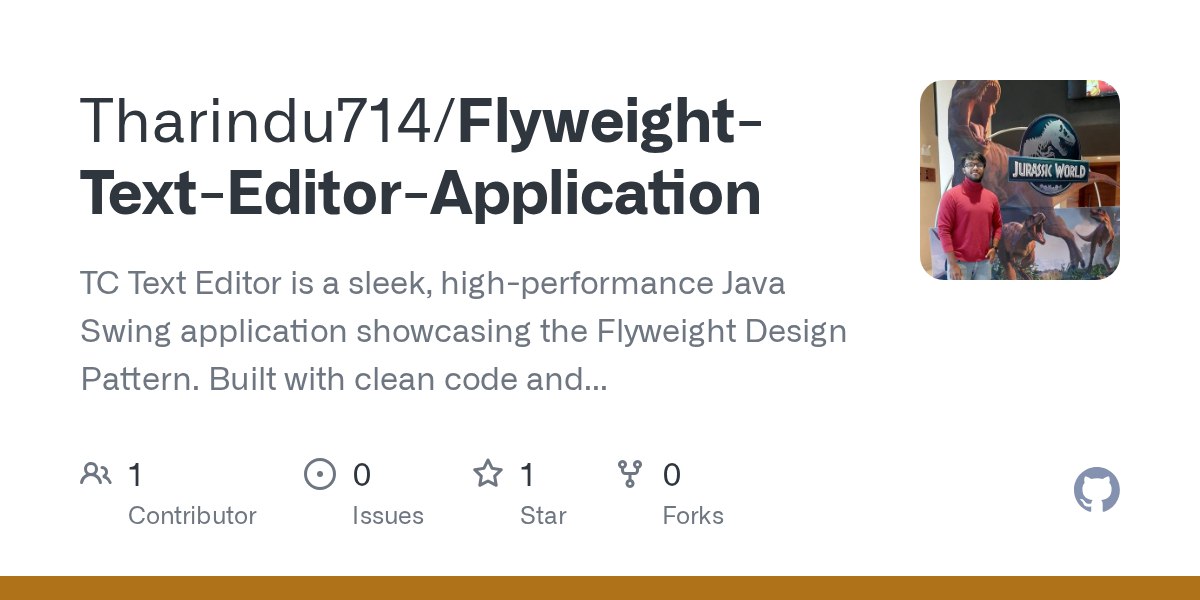 Tharindu714/Flyweight-
Text-Editor-Application
JURASSIC WORLD
TC Text Editor is a sleek, high-performance Java
Swing application showcasing the Flyweight Design
Pattern. Built with clean code and...
1
Contributor
0
Issues
1
Star
0
Forks